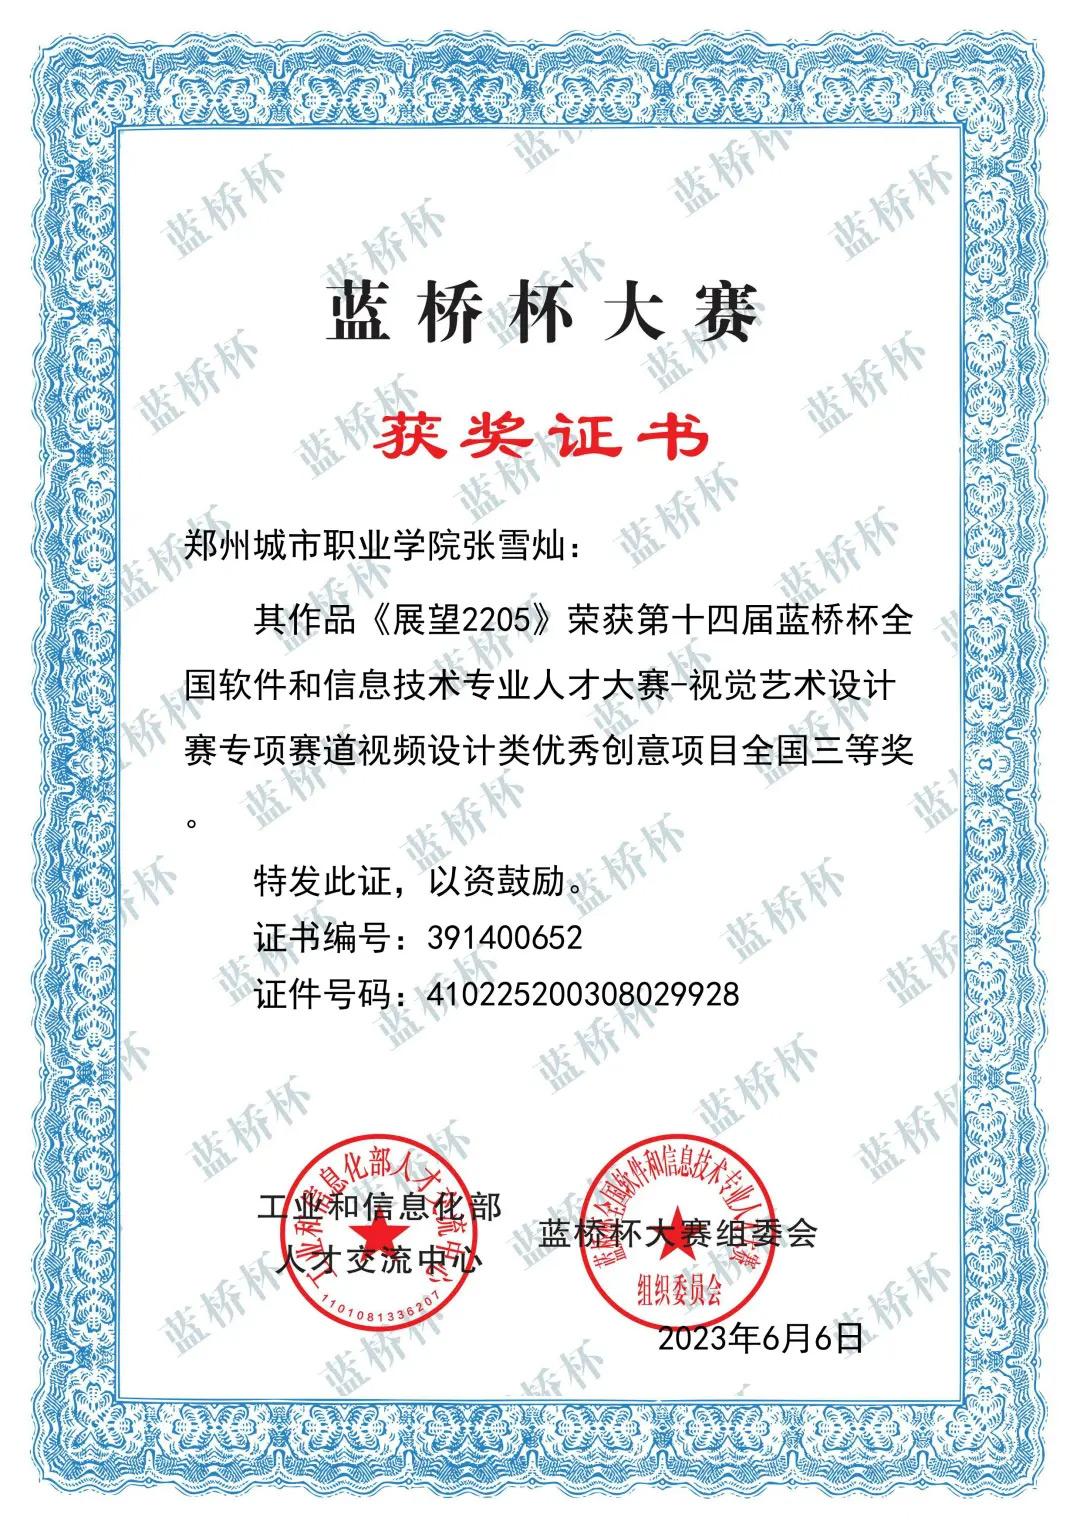 蓝桥杯大赛
获奖证书
郑州城市职业学院张雪灿：
其作品《展望2205》荣获第十四届蓝桥杯全
国软件和信息技术专业人才大赛-视觉艺术设计
赛专项赛道视频设计类优秀创意项目全国三等奖
。
特发此证，以资鼓励。
证书编号：391400652
证件号码：410225200308029928
工业和信息化部
人才交流中心
工业和信息化部人才交流中心
1101081336207
蓝桥杯大赛组委会
蓝桥杯全国软件和信息技术专业人才大赛
组织委员会
2023年6月6日
蓝桥杯